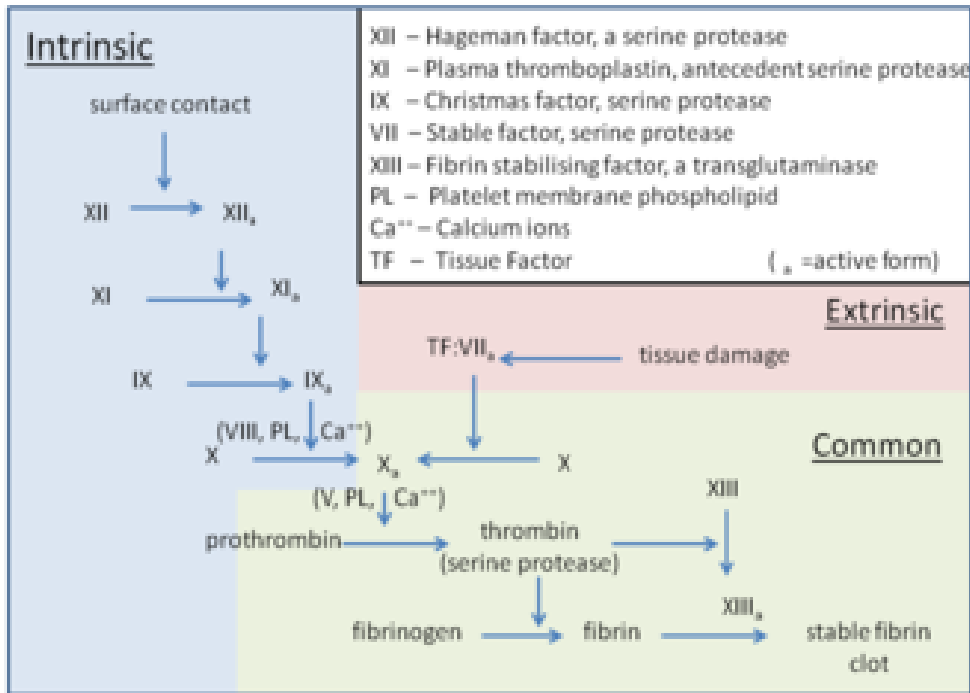 Intrinsic
surface contact
XII
XIIₐ
XI
XIₐ
IX
IXₐ
(VIII, PL, Ca⁺⁺)
X
XII – Hageman factor, a serine protease
XI – Plasma thromboplastin, antecedent serine protease
IX – Christmas factor, serine protease
VII – Stable factor, serine protease
XIII – Fibrin stabilising factor, a transglutaminase
PL – Platelet membrane phospholipid
Ca⁺⁺ – Calcium ions
TF – Tissue Factor ( ₐ =active form)
Extrinsic
TF:VIIₐ
tissue damage
Common
Xₐ
X
(V, PL, Ca⁺⁺)
XIII
prothrombin
thrombin
(serine protease)
XIIIₐ
fibrinogen
fibrin
stable fibrin
clot